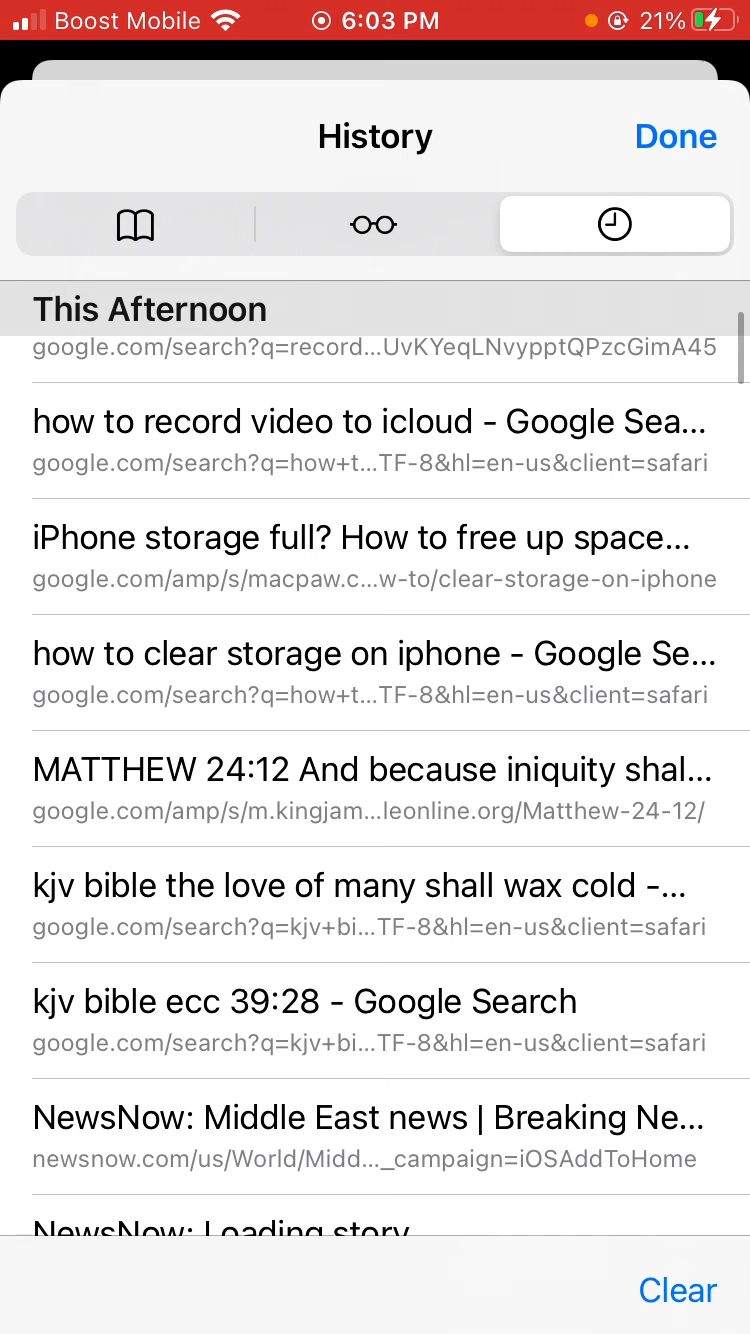 Boost Mobile 6:03 PM 21%
History Done
This Afternoon
google.com/search?q=record...UvKYeqLNvypptQPzcGimA45
how to record video to icloud - Google Sea...
google.com/search?q=how+t...TF-8&hl=en-us&client=safari
iPhone storage full? How to free up space...
google.com/amp/s/macpaw.c...w-to/clear-storage-on-iphone
how to clear storage on iphone - Google Se...
google.com/search?q=how+t...TF-8&hl=en-us&client=safari
MATTHEW 24:12 And because iniquity shal...
google.com/amp/s/m.kingjam...leonline.org/Matthew-24-12/
kjv bible the love of many shall wax cold -...
google.com/search?q=kjv+bi...TF-8&hl=en-us&client=safari
kjv bible ecc 39:28 - Google Search
google.com/search?q=kjv+bi...TF-8&hl=en-us&client=safari
NewsNow: Middle East news | Breaking Ne...
newsnow.com/us/World/Midd..._campaign=iOSAddToHome
NewsNow: Loading story
Clear